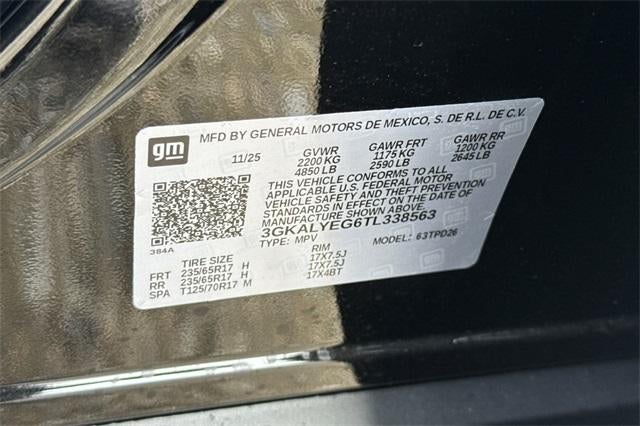 gm
MFD BY GENERAL MOTORS DE MEXICO, S. DE R.L. DE C.V.
11/25 GVWR GAWR FRT GAWR RR
2200 KG 1175 KG 1200 KG
4850 LB 2590 LB 2645 LB
THIS VEHICLE CONFORMS TO ALL
APPLICABLE U.S. FEDERAL MOTOR
VEHICLE SAFETY AND THEFT PREVENTION
STANDARDS IN EFFECT ON THE DATE OF
MANUFACTURE SHOWN ABOVE.
3GKALYEG6TL338563
384A
TYPE: MPV MODEL: 63TPD26
TIRE SIZE RIM
FRT 235/65R17 H 17X7.5J
RR 235/65R17 H 17X7.5J
SPA T125/70R17 M 17X4BT